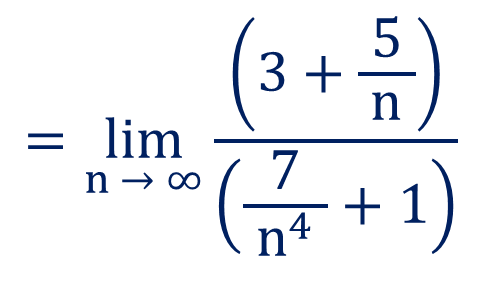 = lim n → ∞ (3 + 5/n) / (7/n⁴ + 1)